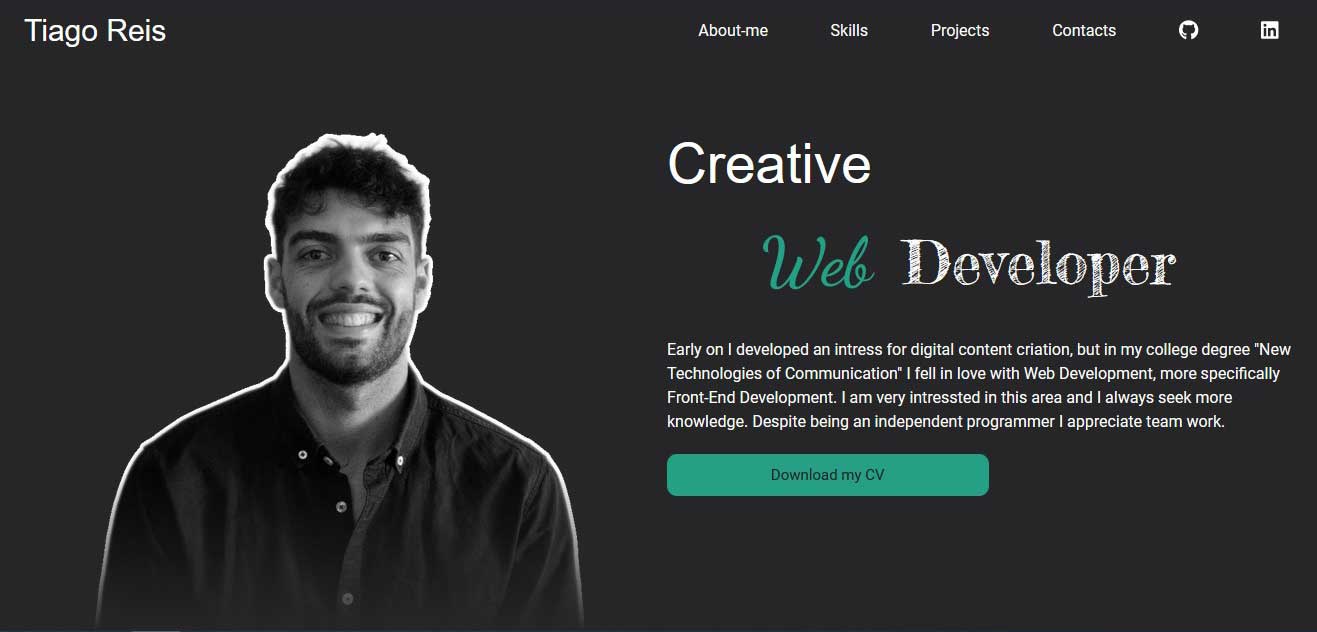 Tiago Reis
About-me Skills Projects Contacts
Creative
Web Developer
Early on I developed an intress for digital content criation, but in my college degree "New
Technologies of Communication" I fell in love with Web Development, more specifically
Front-End Development. I am very intressted in this area and I always seek more
knowledge. Despite being an independent programmer I appreciate team work.
Download my CV